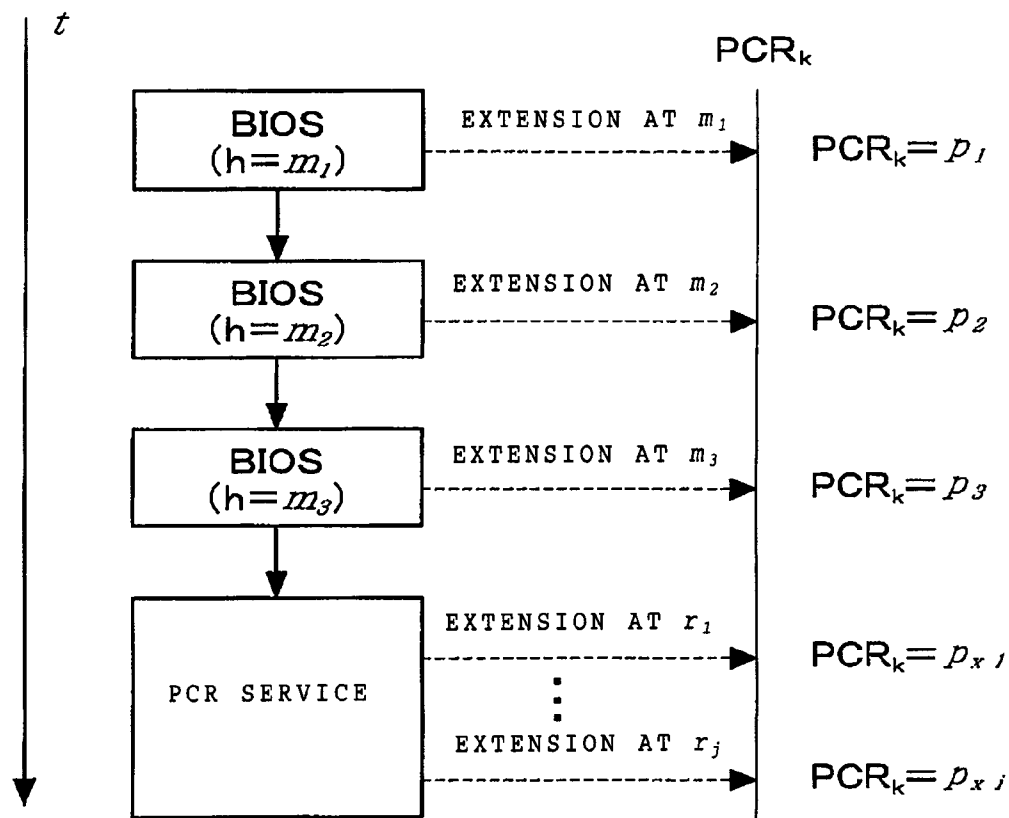 t
PCRₖ
BIOS
(h=m₁)
EXTENSION AT m₁
PCRₖ= p₁
BIOS
(h=m₂)
EXTENSION AT m₂
PCRₖ= p₂
BIOS
(h=m₃)
EXTENSION AT m₃
PCRₖ= p₃
PCR SERVICE
EXTENSION AT r₁
PCRₖ= pₓ₁
EXTENSION AT rⱼ
PCRₖ= pₓⱼ